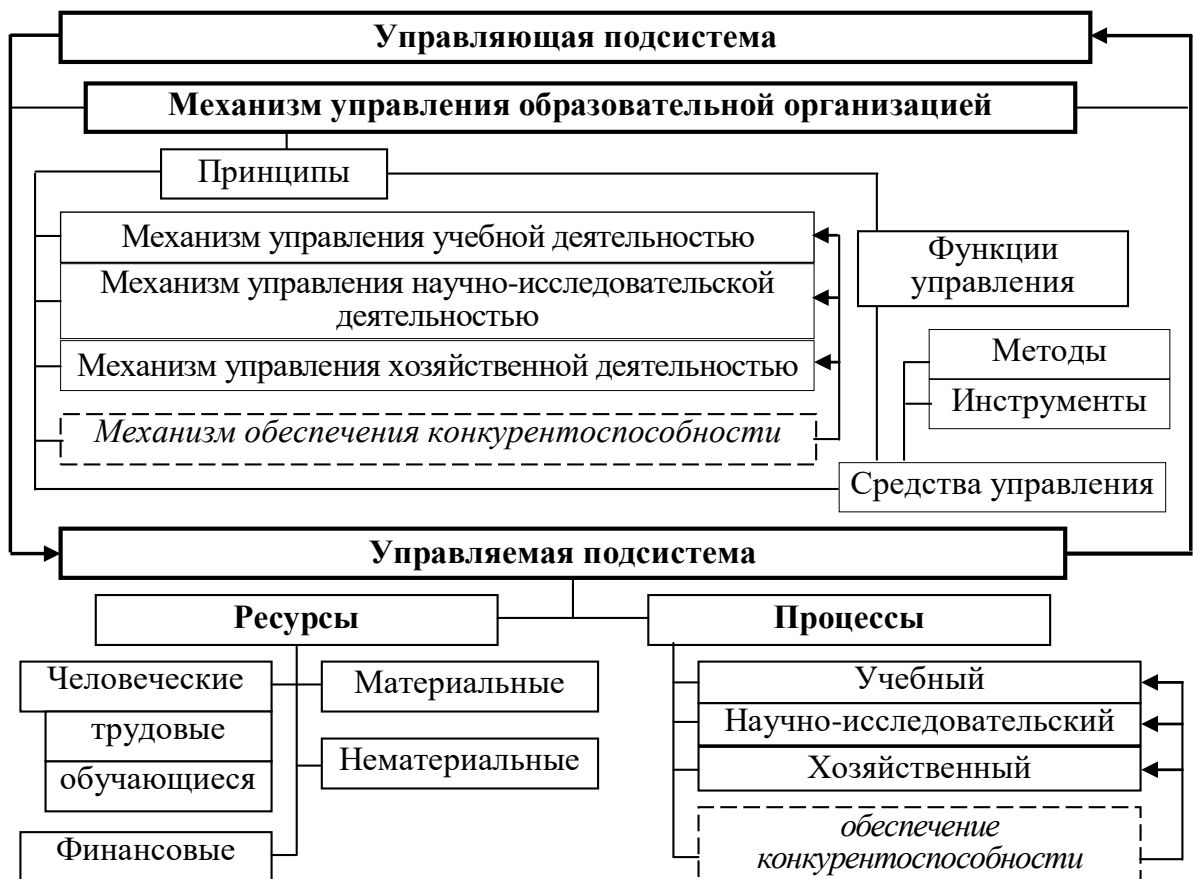 Управляющая подсистема
Механизм управления образовательной организацией
Принципы
Механизм управления учебной деятельностью
Механизм управления научно-исследовательской
деятельностью
Механизм управления хозяйственной деятельностью
Механизм обеспечения конкурентоспособности
Функции
управления
Методы
Инструменты
Средства управления
Управляемая подсистема
Ресурсы
Процессы
Человеческие
трудовые
обучающиеся
Финансовые
Материальные
Нематериальные
Учебный
Научно-исследовательский
Хозяйственный
обеспечение
конкурентоспособности